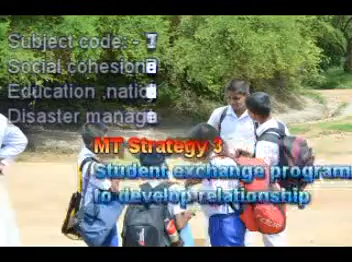 Subject code: -
Social cohesion
Education ,natio
Disaster manage
MT Strategy 3
Student exchange program
to develop relationship